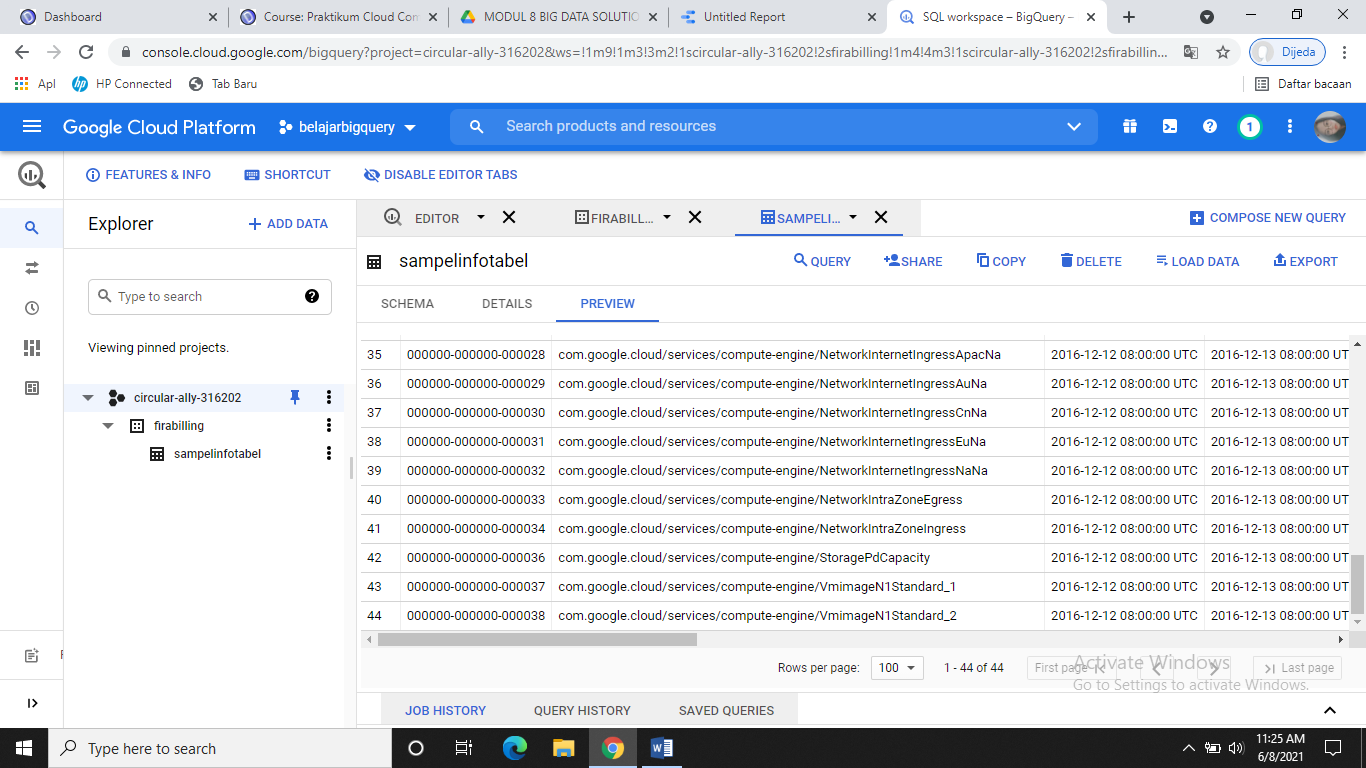 Dashboard
Course: Praktikum Cloud Com
MODUL 8 BIG DATA SOLUTIO
Untitled Report
SQL workspace – BigQuery –
console.cloud.google.com/bigquery?project=circular-ally-316202&ws=!1m9!1m3!3m2!1scircular-ally-316202!2sfirabilling!1m4!4m3!1scircular-ally-316202!2sfirabillin...
Dijeda
Apl
HP Connected
Tab Baru
Daftar bacaan
Google Cloud Platform
belajarbigquery
Search products and resources
1
FEATURES & INFO
SHORTCUT
DISABLE EDITOR TABS
Explorer
+ ADD DATA
EDITOR
FIRABILL...
SAMPELI...
COMPOSE NEW QUERY
sampelinfotabel
QUERY
SHARE
COPY
DELETE
LOAD DATA
EXPORT
Type to search
SCHEMA
DETAILS
PREVIEW
Viewing pinned projects.
circular-ally-316202
firabilling
sampelinfotabel
35 000000-000000-000028 com.google.cloud/services/compute-engine/NetworkInternetIngressApacNa 2016-12-12 08:00:00 UTC 2016-12-13 08:00:00 UT
36 000000-000000-000029 com.google.cloud/services/compute-engine/NetworkInternetIngressAuNa 2016-12-12 08:00:00 UTC 2016-12-13 08:00:00 UT
37 000000-000000-000030 com.google.cloud/services/compute-engine/NetworkInternetIngressCnNa 2016-12-12 08:00:00 UTC 2016-12-13 08:00:00 UT
38 000000-000000-000031 com.google.cloud/services/compute-engine/NetworkInternetIngressEuNa 2016-12-12 08:00:00 UTC 2016-12-13 08:00:00 UT
39 000000-000000-000032 com.google.cloud/services/compute-engine/NetworkInternetIngressNaNa 2016-12-12 08:00:00 UTC 2016-12-13 08:00:00 UT
40 000000-000000-000033 com.google.cloud/services/compute-engine/NetworkIntraZoneEgress 2016-12-12 08:00:00 UTC 2016-12-13 08:00:00 UT
41 000000-000000-000034 com.google.cloud/services/compute-engine/NetworkIntraZoneIngress 2016-12-12 08:00:00 UTC 2016-12-13 08:00:00 UT
42 000000-000000-000036 com.google.cloud/services/compute-engine/StoragePdCapacity 2016-12-12 08:00:00 UTC 2016-12-13 08:00:00 UT
43 000000-000000-000037 com.google.cloud/services/compute-engine/VmimageN1Standard_1 2016-12-12 08:00:00 UTC 2016-12-13 08:00:00 UT
44 000000-000000-000038 com.google.cloud/services/compute-engine/VmimageN1Standard_2 2016-12-12 08:00:00 UTC 2016-12-13 08:00:00 UT
Rows per page: 100
1 - 44 of 44
First page
Last page
Activate Windows
Go to Settings to activate Windows.
JOB HISTORY
QUERY HISTORY
SAVED QUERIES
Type here to search
11:25 AM
6/8/2021